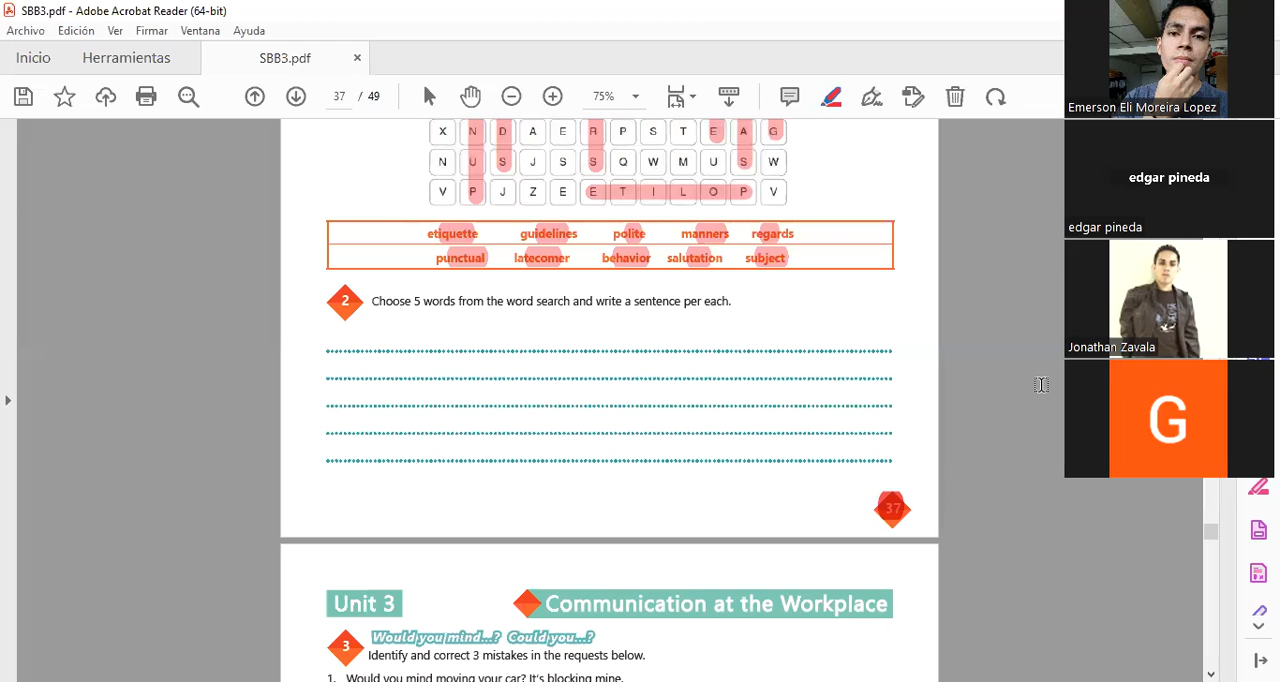 SBB3.pdf - Adobe Acrobat Reader (64-bit)
Archivo Edición Ver Firmar Ventana Ayuda
Inicio Herramientas SBB3.pdf ×
37 / 49 75%
X N D A E R P S T E A G
N U S J S S Q W M U S W
V P J Z E E T I L O P V
etiquette guidelines polite manners regards
punctual latecomer behavior salutation subject
2 Choose 5 words from the word search and write a sentence per each.
37
Unit 3 Communication at the Workplace
3 Would you mind...? Could you...?
Identify and correct 3 mistakes in the requests below.
1. Would you mind moving your car? It's blocking mine.
Emerson Eli Moreira Lopez
edgar pineda
edgar pineda
Jonathan Zavala
G